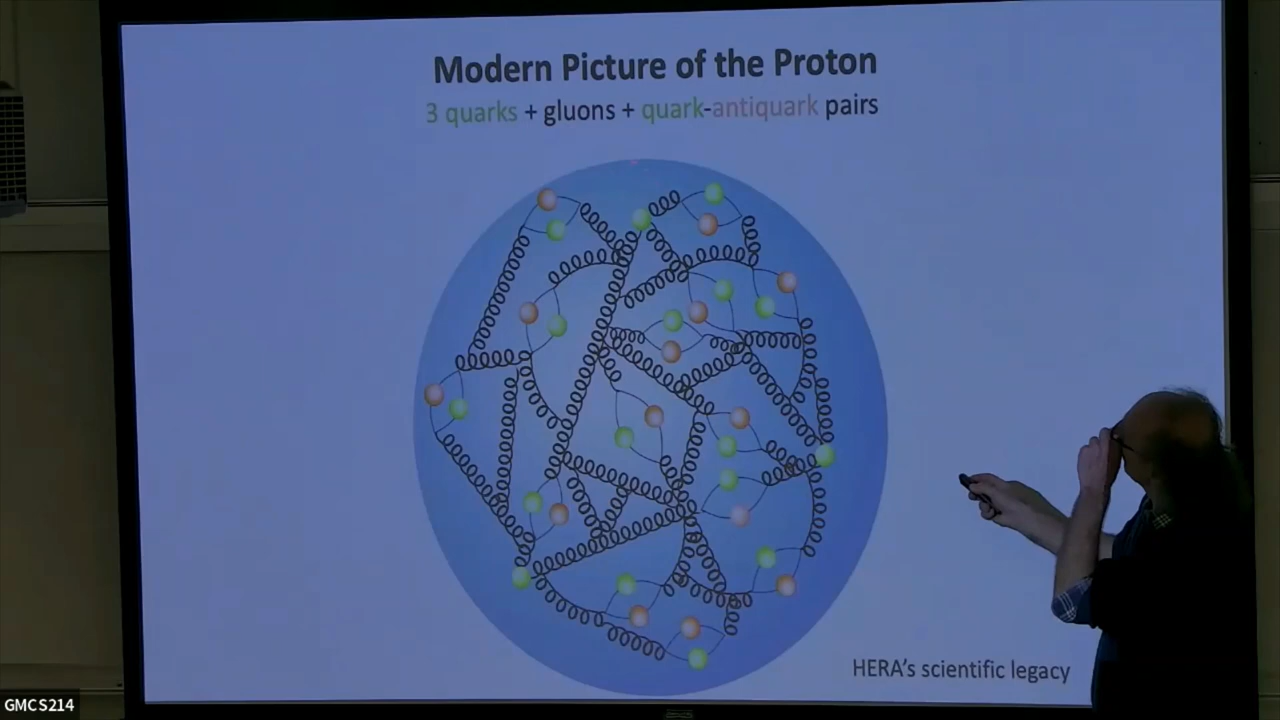 Modern Picture of the Proton
3 quarks + gluons + quark-antiquark pairs
HERA's scientific legacy
GMCS214